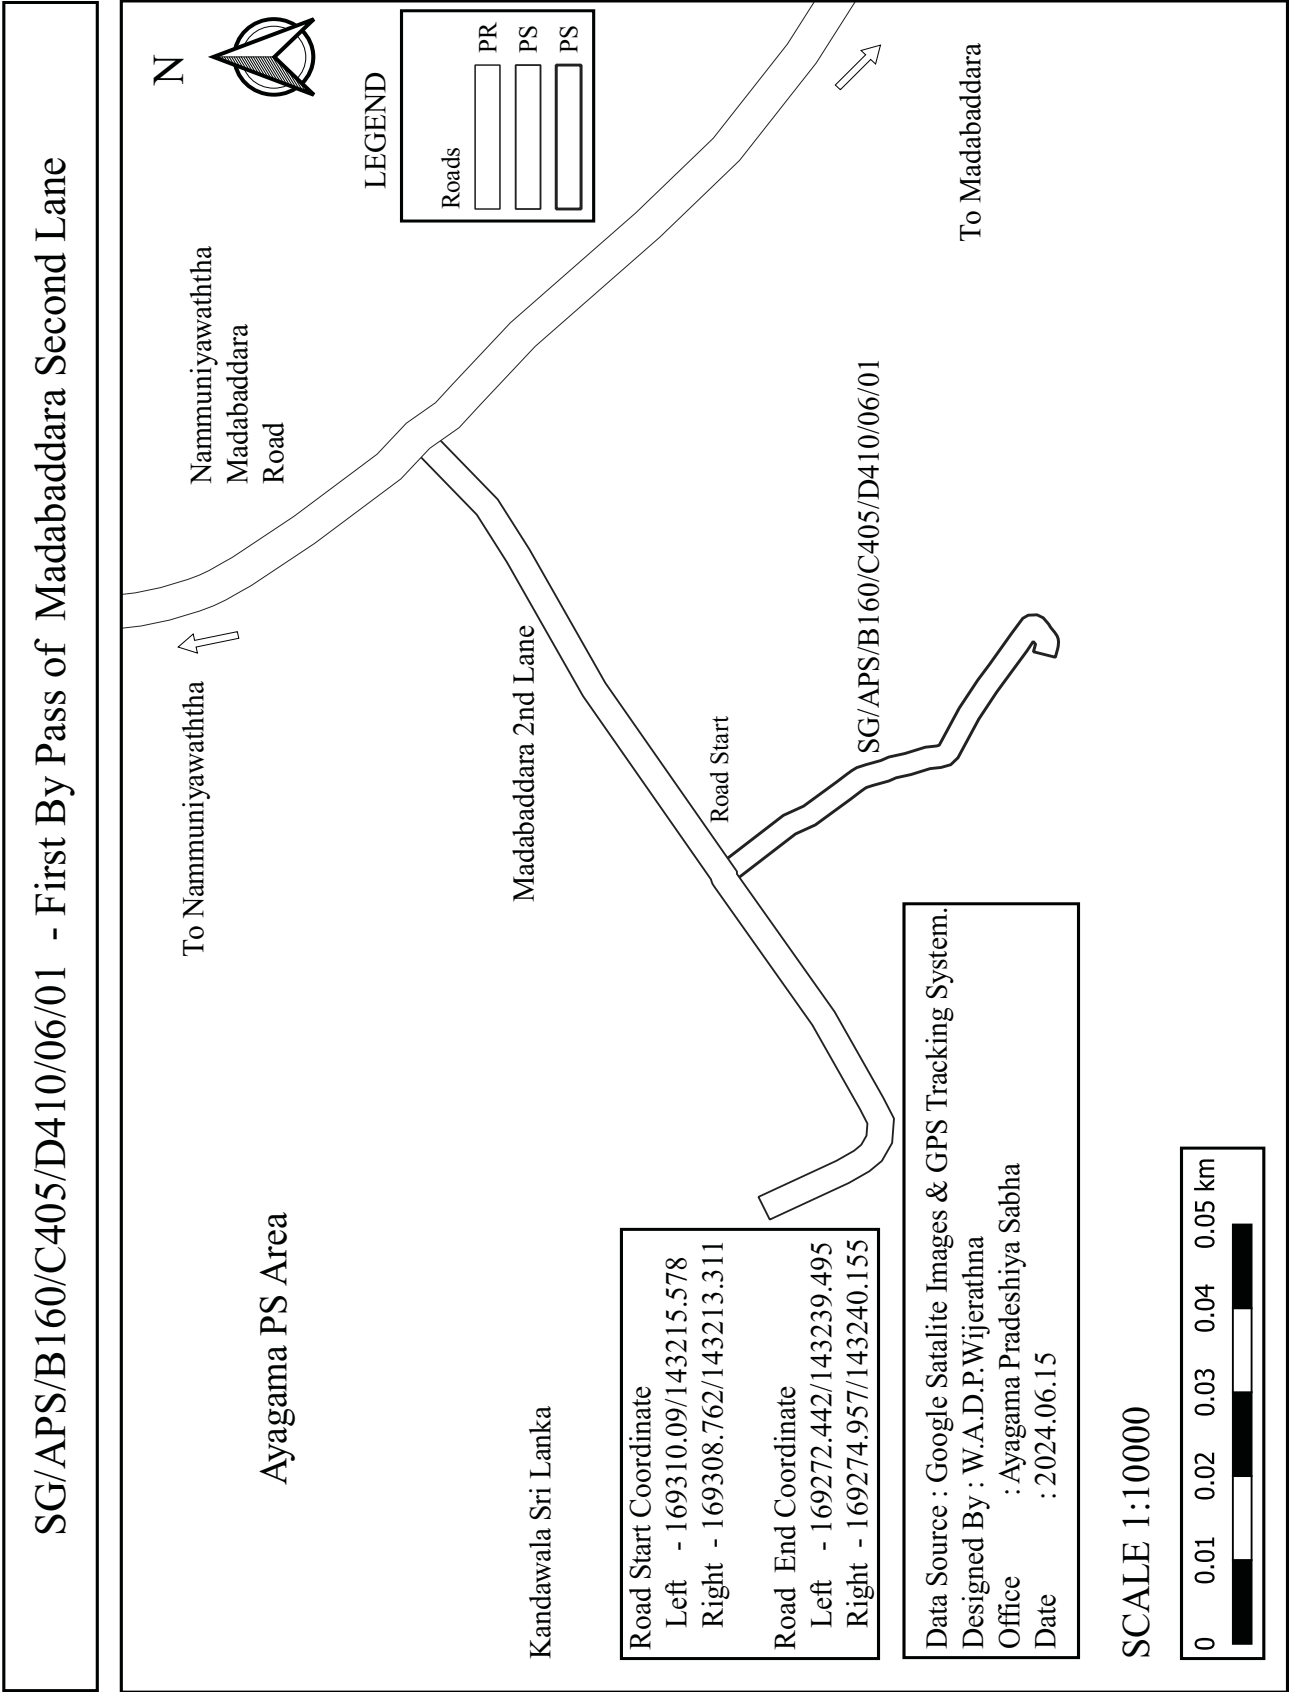 SG/APS/B160/C405/D410/06/01 - First By Pass of Madabaddara Second Lane
N
Nammuniyawaththa
Madabaddara
Road
To Nammuniyawaththa
Ayagama PS Area
LEGEND
Roads
PR
PS
PS
Madabaddara 2nd Lane
Kandawala Sri Lanka
Road Start
SG/APS/B160/C405/D410/06/01
To Madabaddara
Road Start Coordinate
Left - 169310.09/143215.578
Right - 169308.762/143213.311
Road End Coordinate
Left - 169272.442/143239.495
Right - 169274.957/143240.155
Data Source : Google Satalite Images & GPS Tracking System.
Designed By : W.A.D.P.Wijerathna
Office : Ayagama Pradeshiya Sabha
Date : 2024.06.15
SCALE 1:10000
0 0.01 0.02 0.03 0.04 0.05 km